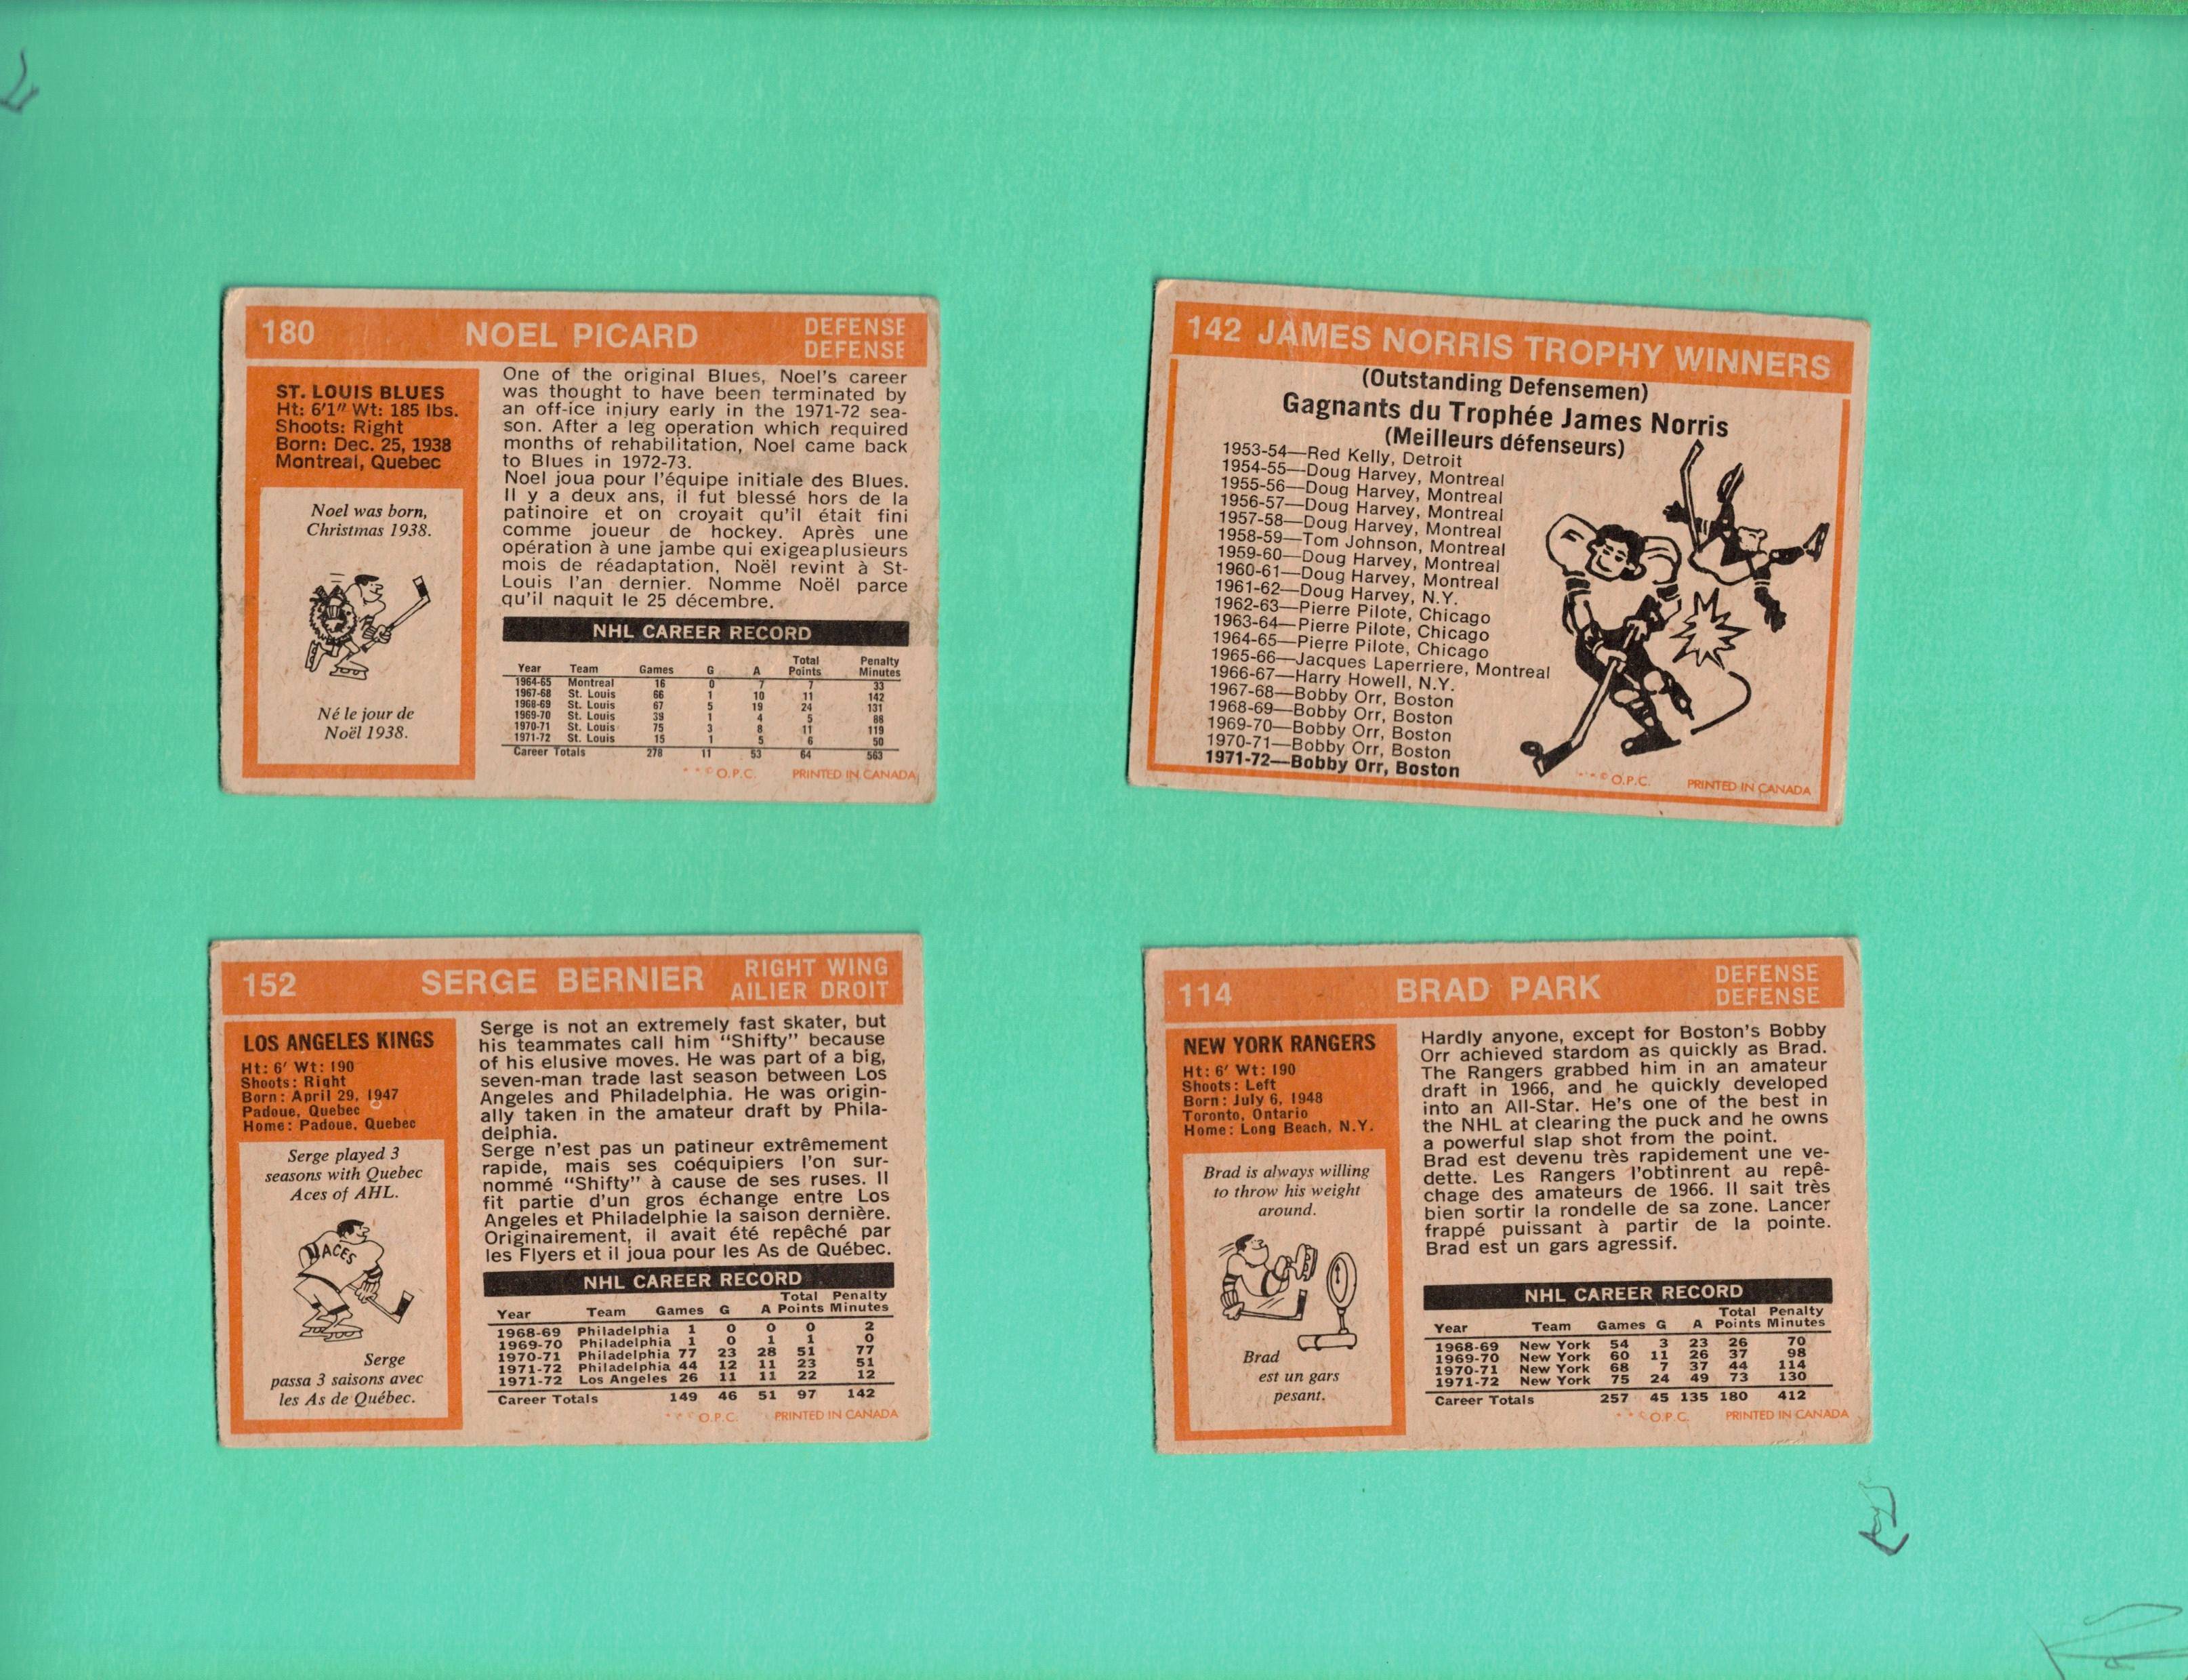 180 NOEL PICARD DEFENSE
DEFENSE
ST. LOUIS BLUES
Ht: 6'1" Wt: 185 lbs.
Shoots: Right
Born: Dec. 25, 1938
Montreal, Quebec
Noel was born,
Christmas 1938.
Né le jour de
Noël 1938.
One of the original Blues, Noel's career
was thought to have been terminated by
an off-ice injury early in the 1971-72 sea-
son. After a leg operation which required
months of rehabilitation, Noel came back
to Blues in 1972-73.
Noel joua pour l'équipe initiale des Blues.
Il y a deux ans, il fut blessé hors de la
patinoire et on croyait qu'il était fini
comme joueur de hockey. Après une
opération à une jambe qui exigeaplusieurs
mois de réadaptation, Noël revint à St-
Louis l'an dernier. Nomme Noël parce
qu'il naquit le 25 décembre.
NHL CAREER RECORD
Year Team Games G A Total Points Penalty Minutes
1964-65 Montreal 16 0 7 7 33
1967-68 St. Louis 66 1 10 11 142
1968-69 St. Louis 67 5 19 24 131
1969-70 St. Louis 39 1 4 5 88
1970-71 St. Louis 75 3 8 11 119
1971-72 St. Louis 15 1 5 6 50
Career Totals 278 11 53 64 563
***© O.P.C. PRINTED IN CANADA
142 JAMES NORRIS TROPHY WINNERS
(Outstanding Defensemen)
Gagnants du Trophée James Norris
(Meilleurs défenseurs)
1953-54—Red Kelly, Detroit
1954-55—Doug Harvey, Montreal
1955-56—Doug Harvey, Montreal
1956-57—Doug Harvey, Montreal
1957-58—Doug Harvey, Montreal
1958-59—Tom Johnson, Montreal
1959-60—Doug Harvey, Montreal
1960-61—Doug Harvey, Montreal
1961-62—Doug Harvey, N.Y.
1962-63—Pierre Pilote, Chicago
1963-64—Pierre Pilote, Chicago
1964-65—Pierre Pilote, Chicago
1965-66—Jacques Laperriere, Montreal
1966-67—Harry Howell, N.Y.
1967-68—Bobby Orr, Boston
1968-69—Bobby Orr, Boston
1969-70—Bobby Orr, Boston
1970-71—Bobby Orr, Boston
1971-72—Bobby Orr, Boston
***© O.P.C. PRINTED IN CANADA
152 SERGE BERNIER RIGHT WING
AILIER DROIT
LOS ANGELES KINGS
Ht: 6' Wt: 190
Shoots: Right
Born: April 29, 1947
Padoue, Quebec
Home: Padoue, Quebec
Serge played 3
seasons with Quebec
Aces of AHL.
ACES
Serge
passa 3 saisons avec
les As de Québec.
Serge is not an extremely fast skater, but
his teammates call him "Shifty" because
of his elusive moves. He was part of a big,
seven-man trade last season between Los
Angeles and Philadelphia. He was origin-
ally taken in the amateur draft by Phila-
delphia.
Serge n'est pas un patineur extrêmement
rapide, mais ses coéquipiers l'on sur-
nommé "Shifty" à cause de ses ruses. Il
fit partie d'un gros échange entre Los
Angeles et Philadelphie la saison dernière.
Originairement, il avait été repêché par
les Flyers et il joua pour les As de Québec.
NHL CAREER RECORD
Year Team Games G A Total Points Penalty Minutes
1968-69 Philadelphia 1 0 0 0 2
1969-70 Philadelphia 1 0 1 1 0
1970-71 Philadelphia 77 23 28 51 77
1971-72 Philadelphia 44 12 11 23 51
1971-72 Los Angeles 26 11 11 22 12
Career Totals 149 46 51 97 142
***© O.P.C. PRINTED IN CANADA
114 BRAD PARK DEFENSE
DEFENSE
NEW YORK RANGERS
Ht: 6' Wt: 190
Shoots: Left
Born: July 6, 1948
Toronto, Ontario
Home: Long Beach, N.Y.
Brad is always willing
to throw his weight
around.
Brad
est un gars
pesant.
Hardly anyone, except for Boston's Bobby
Orr achieved stardom as quickly as Brad.
The Rangers grabbed him in an amateur
draft in 1966, and he quickly developed
into an All-Star. He's one of the best in
the NHL at clearing the puck and he owns
a powerful slap shot from the point.
Brad est devenu très rapidement une ve-
dette. Les Rangers l'obtinrent au repê-
chage des amateurs de 1966. Il sait très
bien sortir la rondelle de sa zone. Lancer
frappé puissant à partir de la pointe.
Brad est un gars agressif.
NHL CAREER RECORD
Year Team Games G A Total Points Penalty Minutes
1968-69 New York 54 3 23 26 70
1969-70 New York 60 11 26 37 98
1970-71 New York 68 7 37 44 114
1971-72 New York 75 24 49 73 130
Career Totals 257 45 135 180 412
***© O.P.C. PRINTED IN CANADA